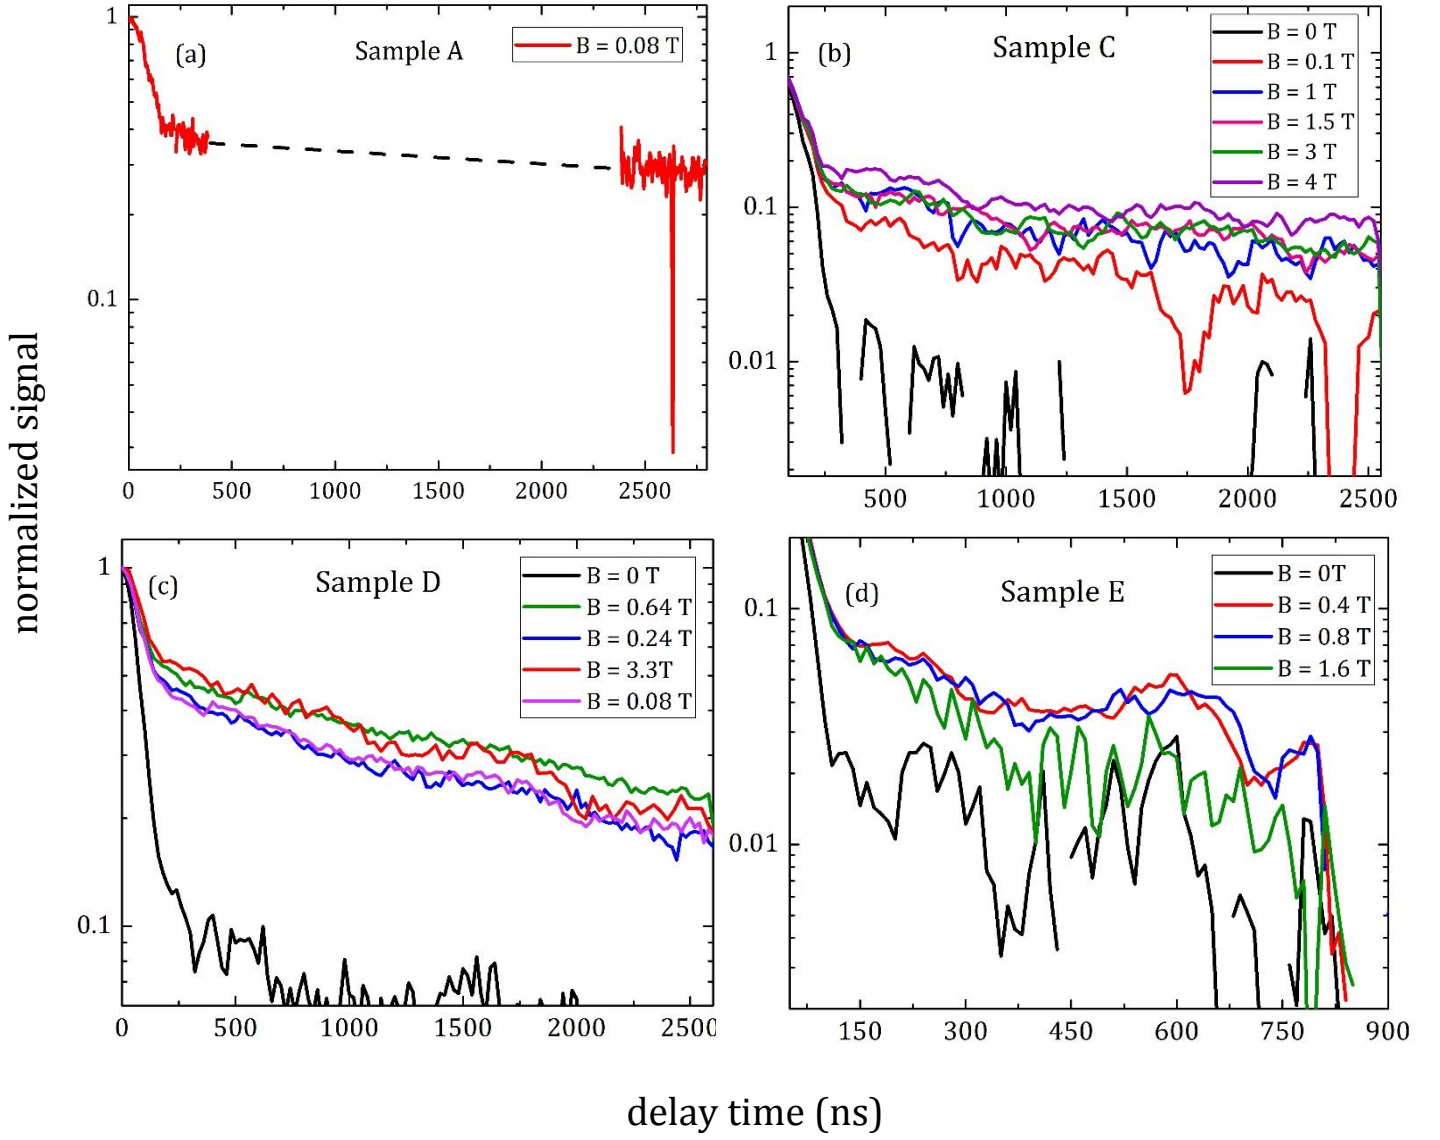 normalized signal
(a)
Sample A
B = 0.08 T
1
0.1
0 500 1000 1500 2000 2500
(b)
Sample C
B = 0 T
B = 0.1 T
B = 1 T
B = 1.5 T
B = 3 T
B = 4 T
1
0.1
0.01
500 1000 1500 2000 2500
(c)
Sample D
B = 0 T
B = 0.64 T
B = 0.24 T
B = 3.3T
B = 0.08 T
1
0.1
0 500 1000 1500 2000 2500
(d)
Sample E
B = 0T
B = 0.4 T
B = 0.8 T
B = 1.6 T
0.1
0.01
150 300 450 600 750 900
delay time (ns)